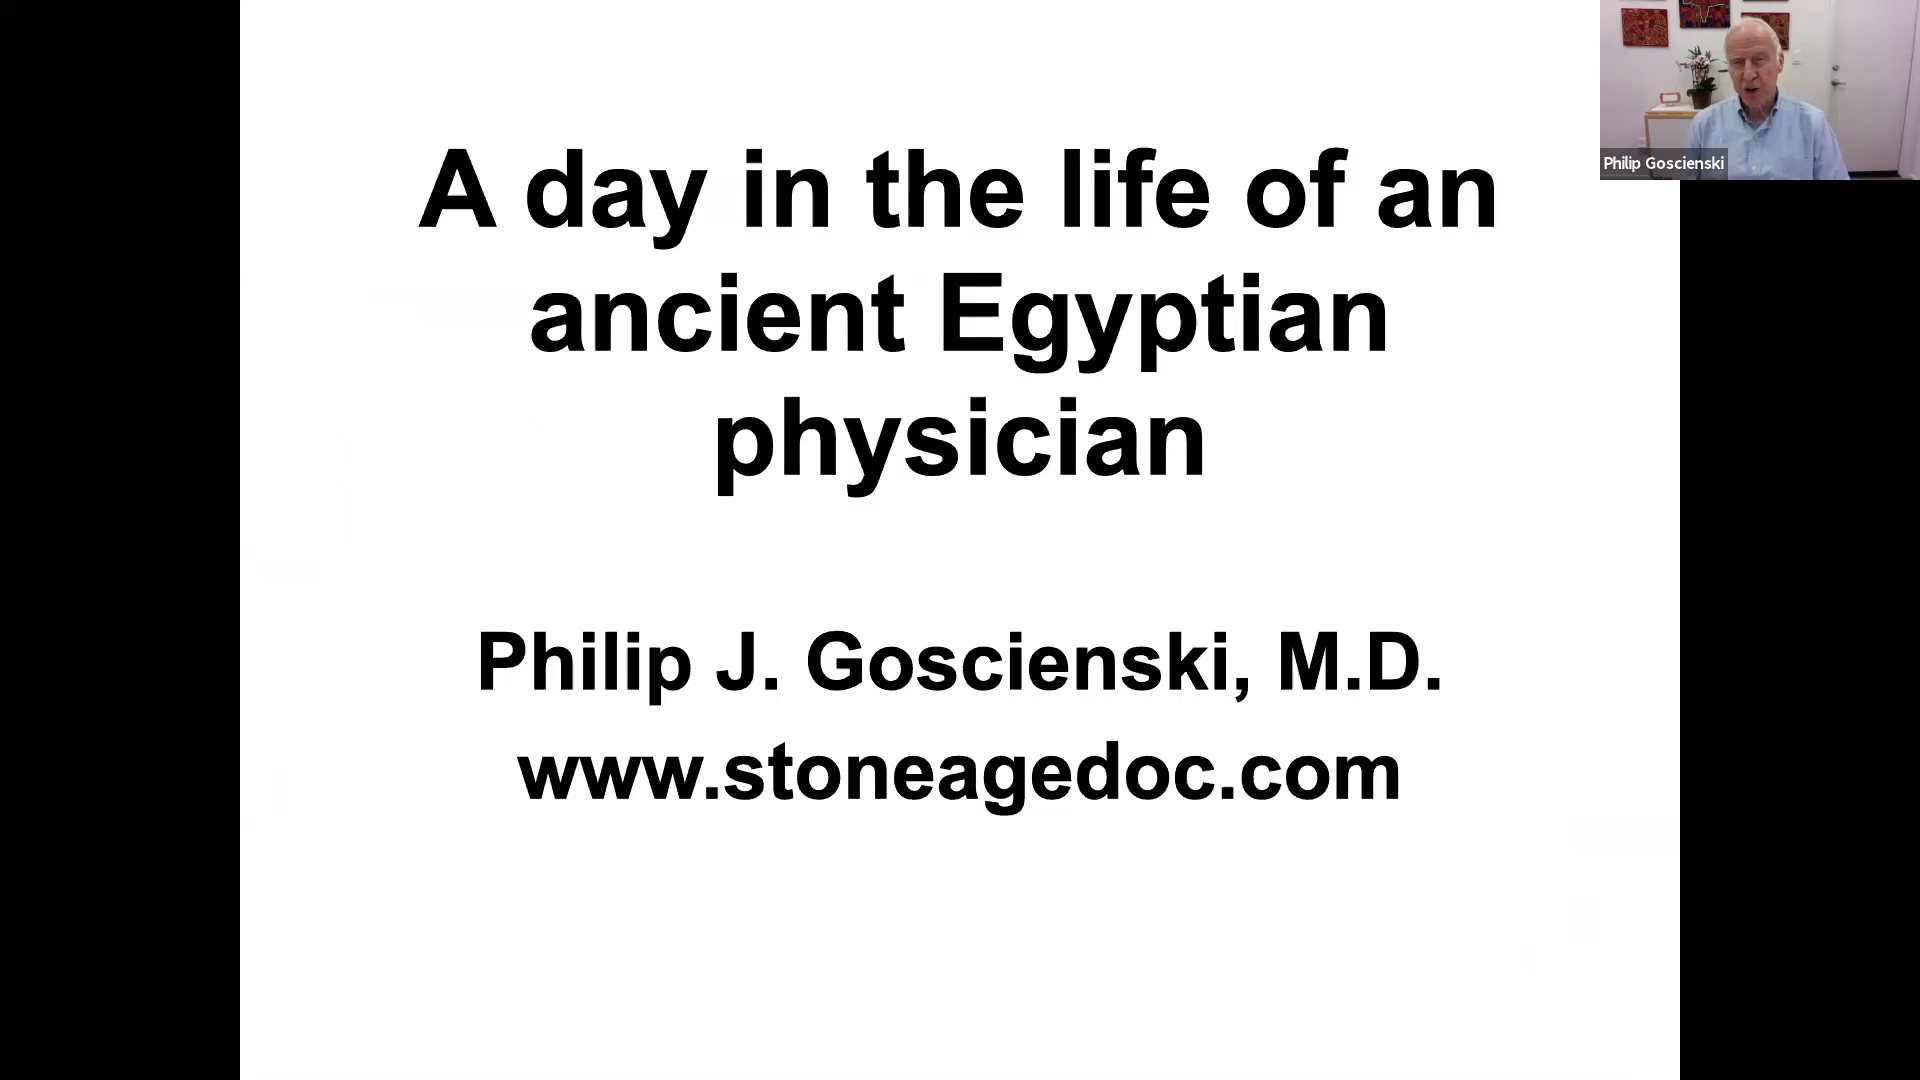 A day in the life of an
ancient Egyptian
physician
Philip J. Goscienski, M.D.
www.stoneagedoc.com
Philip Goscienski